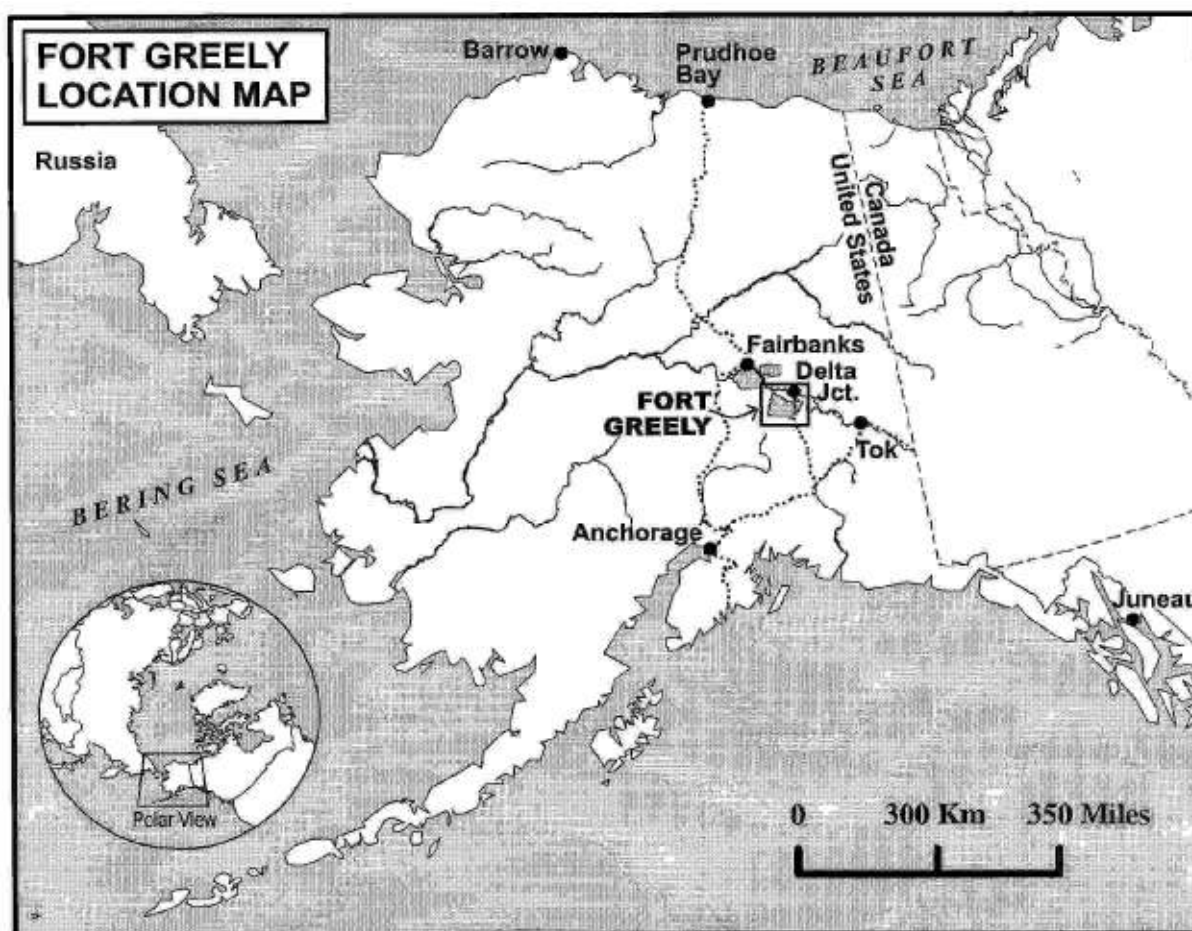 FORT GREELY
LOCATION MAP
Barrow
Prudhoe
Bay
BEAUFORT
SEA
Russia
Canada
United States
Fairbanks
Delta
Jct.
FORT
GREELY
Tok
BERING SEA
Anchorage
Juneau
Polar View
0 300 Km 350 Miles